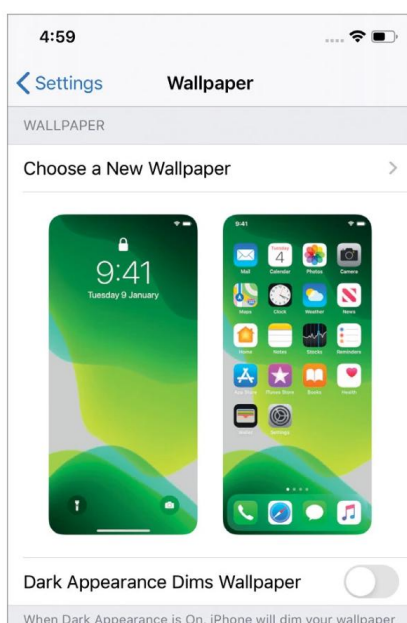 4:59
Settings
Wallpaper
WALLPAPER
Choose a New Wallpaper
9:41
Tuesday 9 January
9:41
Tuesday
4
Mail Calendar Photos Camera
Maps Clock Weather News
Home Notes Stocks Reminders
App Store iTunes Store Books Health
Wallet Settings
Dark Appearance Dims Wallpaper
When Dark Appearance is On, iPhone will dim your wallpaper